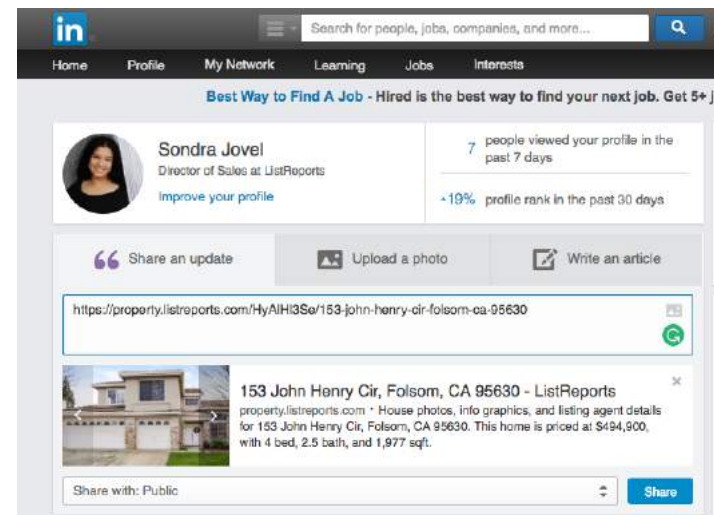 in
Search for people, jobs, companies, and more...
Home Profile My Network Learning Jobs Interests
Best Way to Find A Job - Hired is the best way to find your next job. Get 5+ j
Sondra Jovel
Director of Sales at ListReports
Improve your profile
7 people viewed your profile in the
past 7 days
19% profile rank in the past 30 days
Share an update
Upload a photo
Write an article
https://property.listreports.com/HyAlHl3Se/153-john-henry-cir-folsom-ca-95630
153 John Henry Cir, Folsom, CA 95630 - ListReports
property.listreports.com · House photos, info graphics, and listing agent details
for 153 John Henry Cir, Folsom, CA 95630. This home is priced at $494,900,
with 4 bed, 2.5 bath, and 1,977 sqft.
Share with: Public
Share